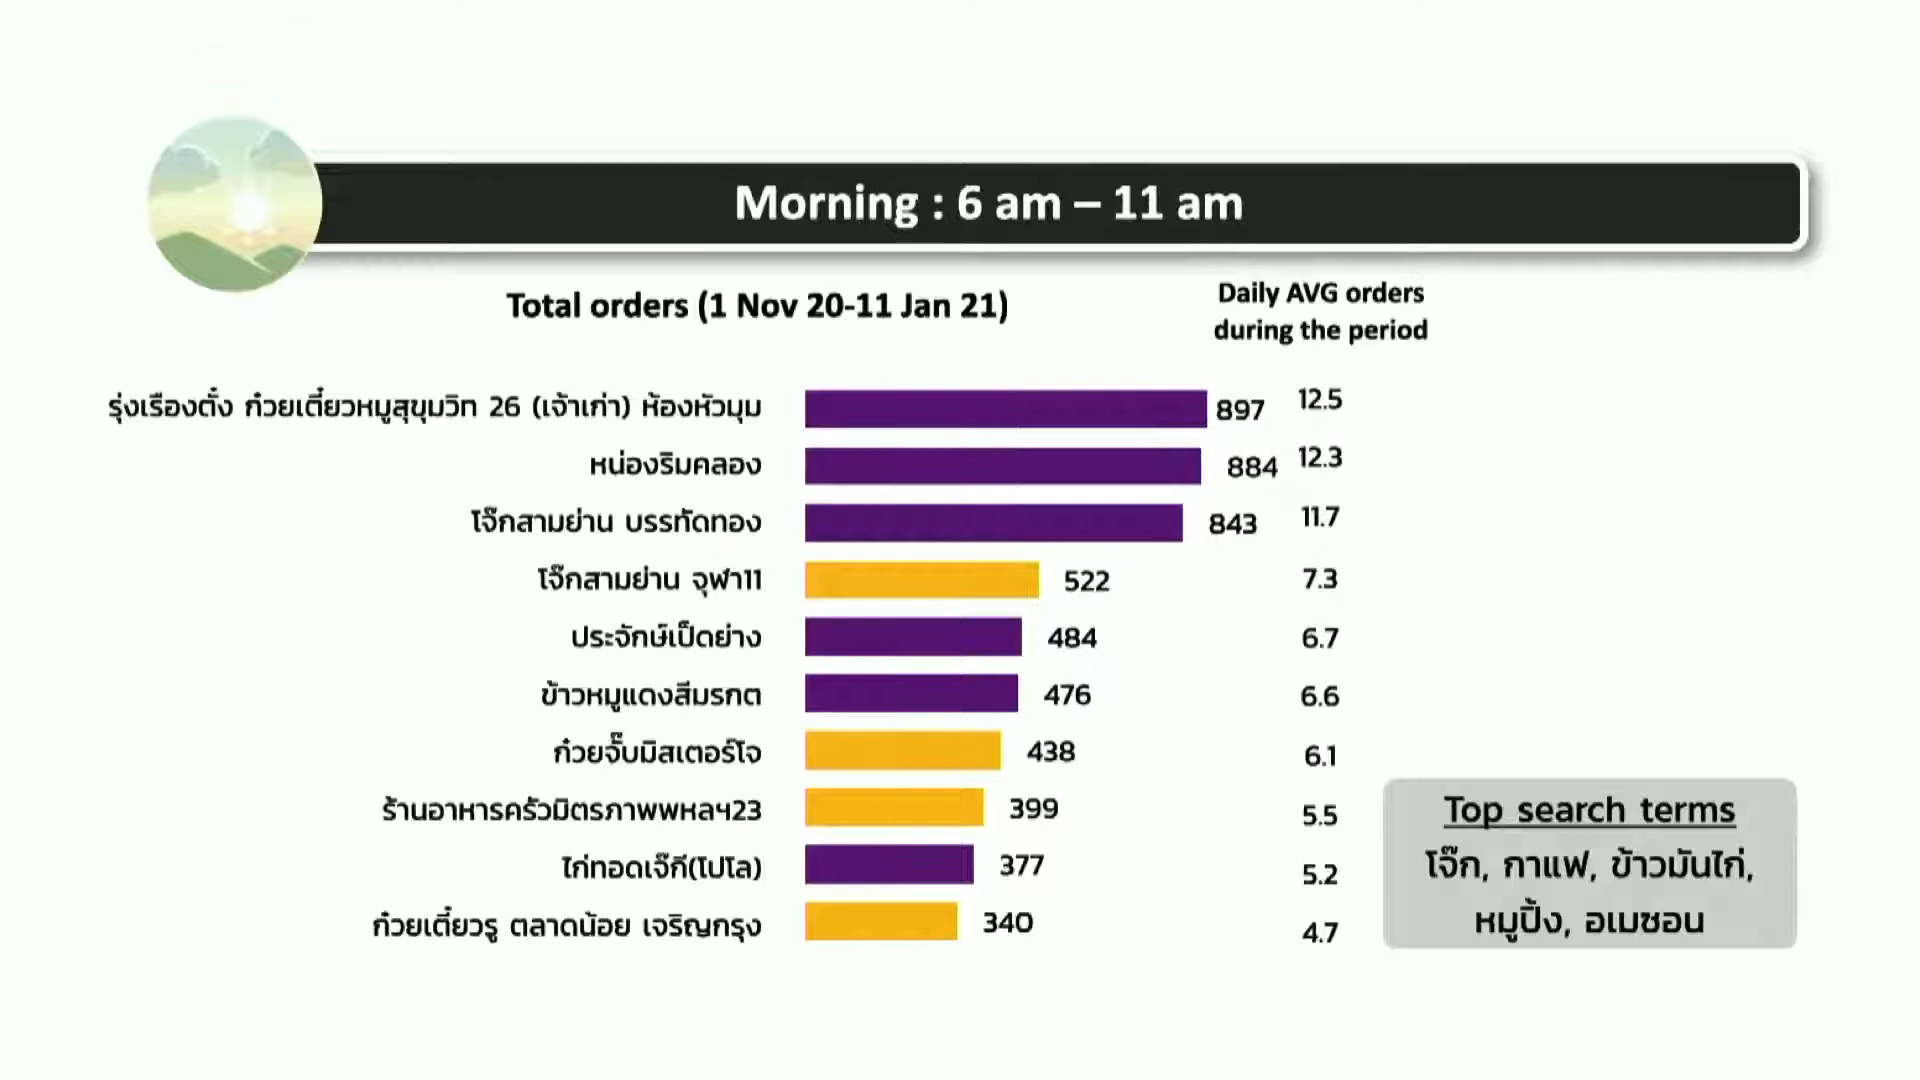 Morning : 6 am – 11 am
Total orders (1 Nov 20-11 Jan 21)
Daily AVG orders
during the period
รุ่งเรืองตั๋ง ก๋วยเตี๋ยวหมูสุขุมวิท 26 (เจ้าเก่า) ห้องหัวมุม 897 12.5
หน่องริมคลอง 884 12.3
โจ๊กสามย่าน บรรทัดทอง 843 11.7
โจ๊กสามย่าน จุฬา11 522 7.3
ประจักษ์เป็ดย่าง 484 6.7
ข้าวหมูแดงสีมรกต 476 6.6
ก๋วยจั๊บมิสเตอร์โจ 438 6.1
ร้านอาหารครัวมิตรภาพพหลฯ23 399 5.5
ไก่ทอดเจ๊กี(โปโล) 377 5.2
ก๋วยเตี๋ยวรู ตลาดน้อย เจริญกรุง 340 4.7
Top search terms
โจ๊ก, กาแฟ, ข้าวมันไก่,
หมูปิ้ง, อเมซอน